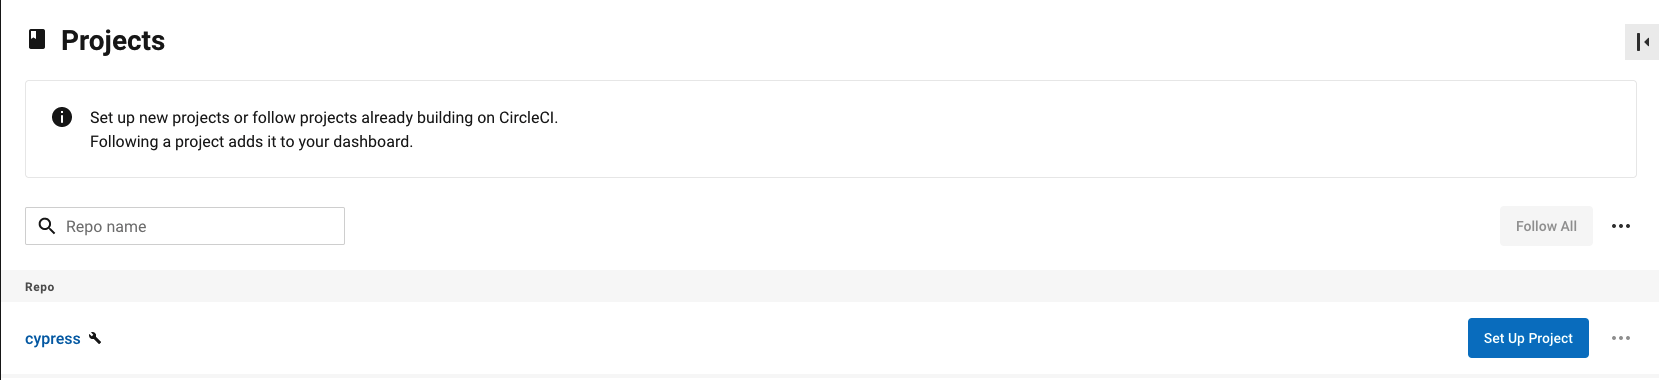 Projects
Set up new projects or follow projects already building on CircleCI.
Following a project adds it to your dashboard.
Repo name
Follow All
Repo
cypress
Set Up Project